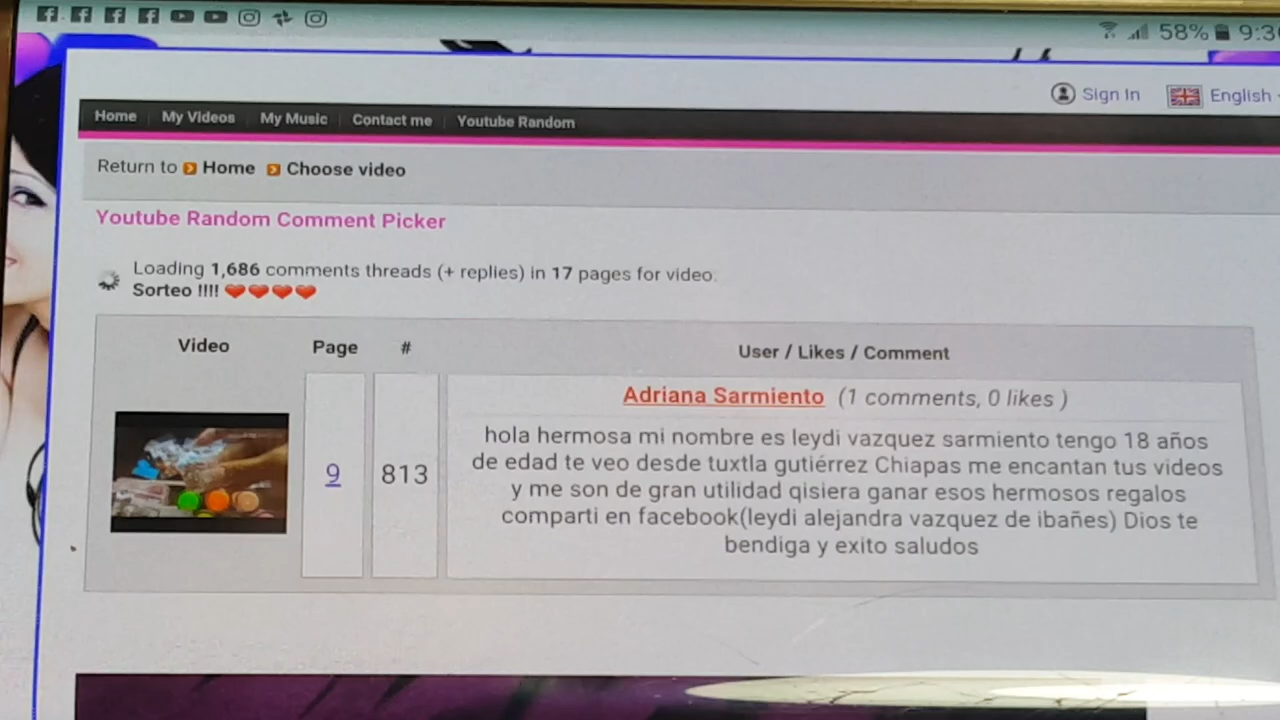 58% 9:3
Sign In English
Home My Videos My Music Contact me Youtube Random
Return to Home Choose video
Youtube Random Comment Picker
Loading 1,686 comments threads (+ replies) in 17 pages for video:
Sorteo !!!! ❤❤❤❤
Video Page # User / Likes / Comment
Adriana Sarmiento (1 comments, 0 likes )
9 813
hola hermosa mi nombre es leydi vazquez sarmiento tengo 18 años
de edad te veo desde tuxtla gutiérrez Chiapas me encantan tus videos
y me son de gran utilidad qisiera ganar esos hermosos regalos
comparti en facebook(leydi alejandra vazquez de ibañes) Dios te
bendiga y exito saludos